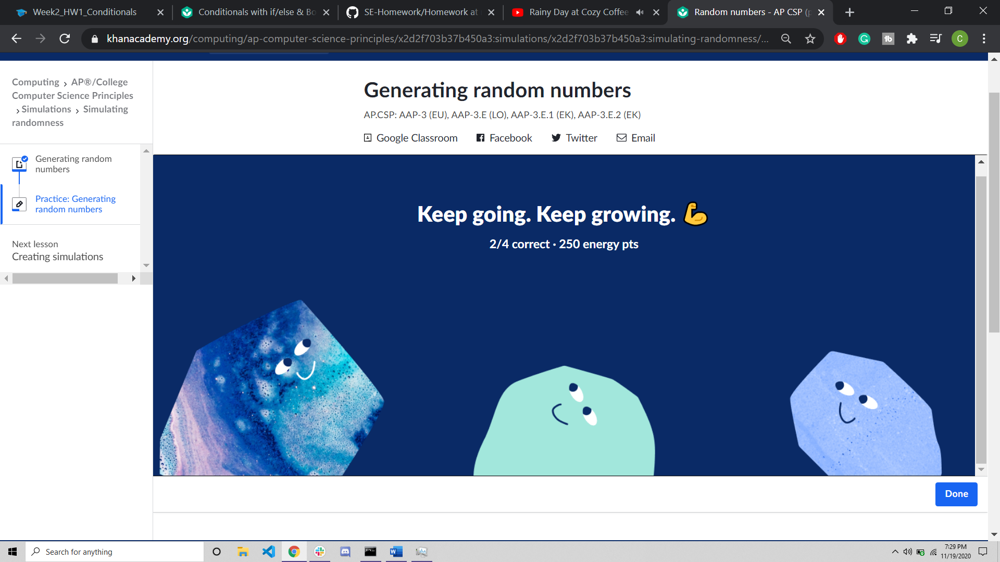 Week2_HW1_Conditionals
Conditionals with if/else & Bo
SE-Homework/Homework at
Rainy Day at Cozy Coffee
Random numbers - AP CSP (p
khanacademy.org/computing/ap-computer-science-principles/x2d2f703b37b450a3:simulations/x2d2f703b37b450a3:simulating-randomness/...
C
Computing › AP®/College
Computer Science Principles
› Simulations › Simulating
randomness
Generating random
numbers
Practice: Generating
random numbers
Next lesson
Creating simulations
Generating random numbers
AP.CSP: AAP-3 (EU), AAP-3.E (LO), AAP-3.E.1 (EK), AAP-3.E.2 (EK)
Google Classroom Facebook Twitter Email
Keep going. Keep growing. 💪
2/4 correct · 250 energy pts
Done
Search for anything
7:29 PM
11/19/2020